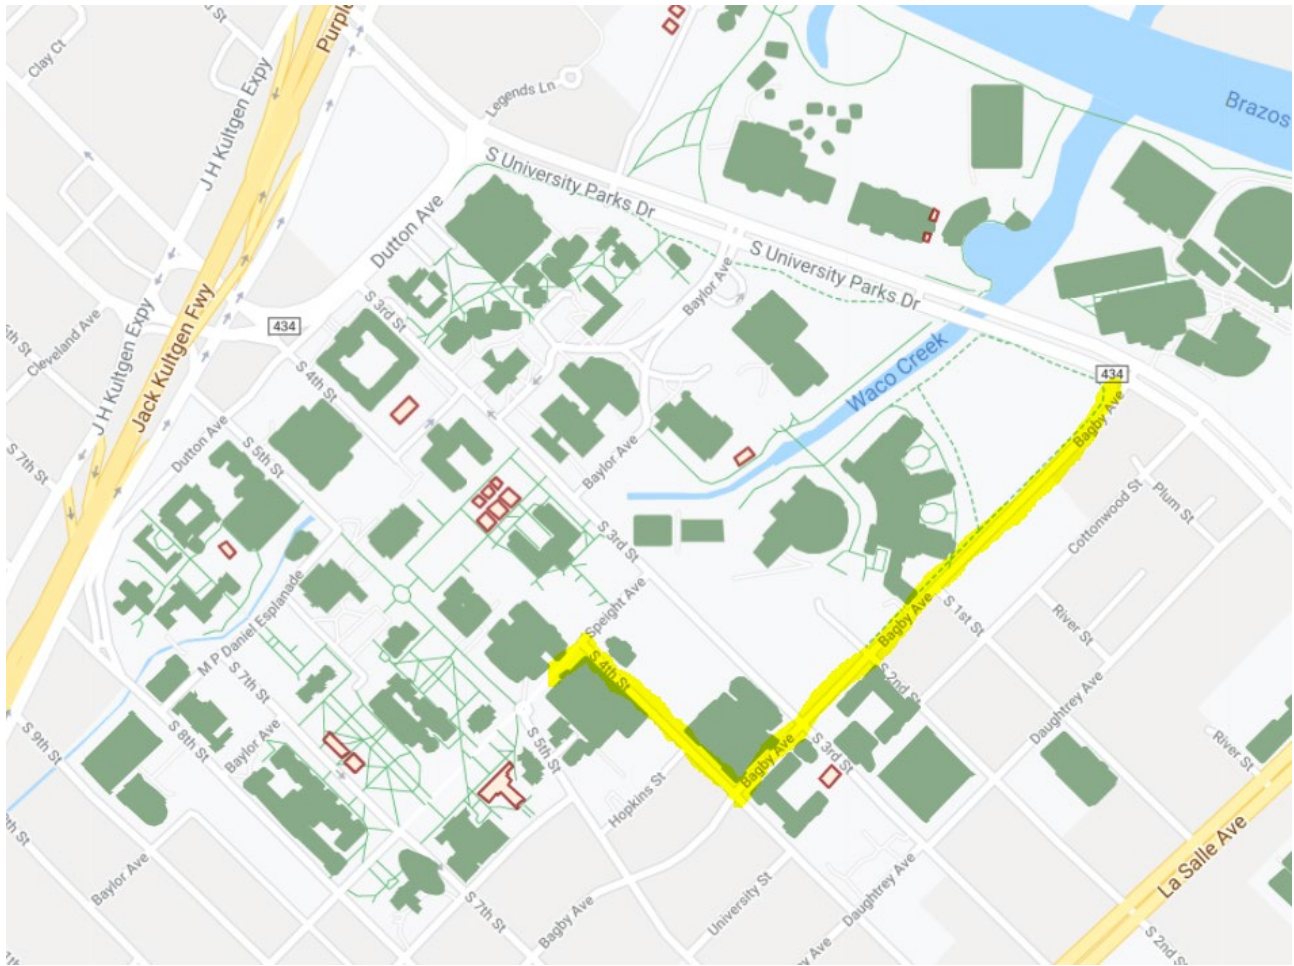 Clay Ct
J H Kultgen Expy
Purple
Legends Ln
Brazos
S University Parks Dr
Dutton Ave
S University Parks Dr
Baylor Ave
S 3rd St
Cleveland Ave
J H Kultgen Expy
Jack Kultgen Fwy
434
S 4th St
Waco Creek
434
Bagby Ave
S 7th St
Dutton Ave
S 5th St
Baylor Ave
Plum St
Cottonwood St
S 3rd St
M P Daniel Esplanade
Speight Ave
Bagby Ave
S 1st St
River St
S 4th St
S 7th St
S 2nd St
Daughtrey Ave
S 9th St
S 8th St
Baylor Ave
S 5th St
Bagby Ave
S 3rd St
River St
Hopkins St
La Salle Ave
Baylor Ave
S 7th St
Bagby Ave
University St
Daughtrey Ave
S 2nd St